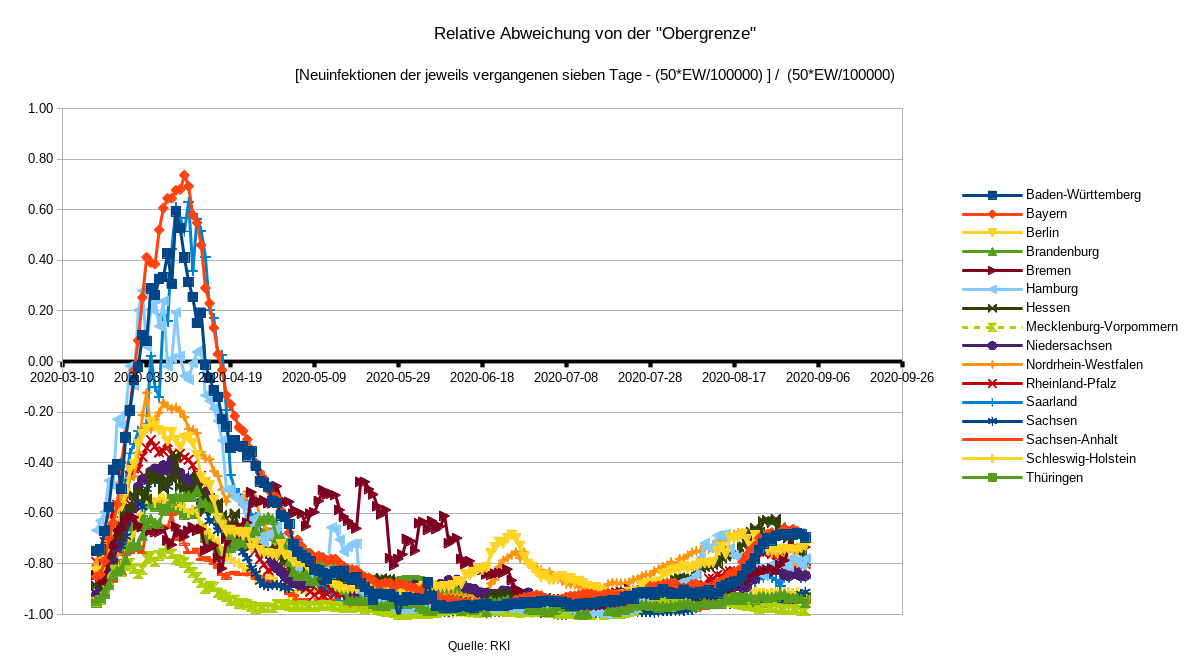 Relative Abweichung von der "Obergrenze"
[Neuinfektionen der jeweils vergangenen sieben Tage - (50*EW/100000) ] / (50*EW/100000)
1.00
0.80
0.60
0.40
0.20
0.00
-0.20
-0.40
-0.60
-0.80
-1.00
2020-03-10 2020-03-30 2020-04-19 2020-05-09 2020-05-29 2020-06-18 2020-07-08 2020-07-28 2020-08-17 2020-09-06 2020-09-26
Baden-Württemberg
Bayern
Berlin
Brandenburg
Bremen
Hamburg
Hessen
Mecklenburg-Vorpommern
Niedersachsen
Nordrhein-Westfalen
Rheinland-Pfalz
Saarland
Sachsen
Sachsen-Anhalt
Schleswig-Holstein
Thüringen
Quelle: RKI